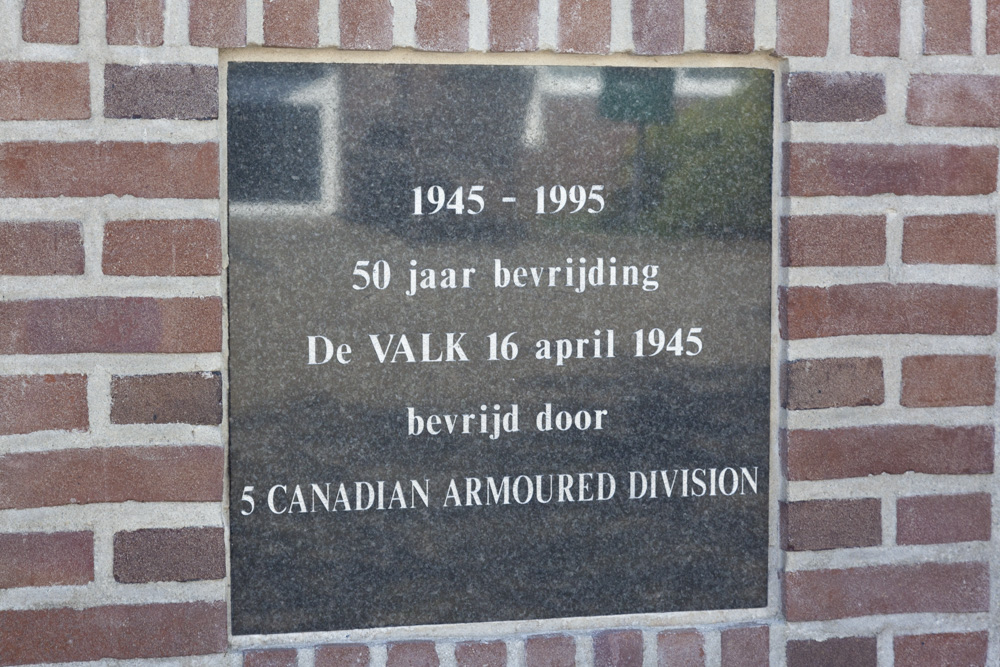 1945 - 1995
50 jaar bevrijding
De VALK 16 april 1945
bevrijd door
5 CANADIAN ARMOURED DIVISION